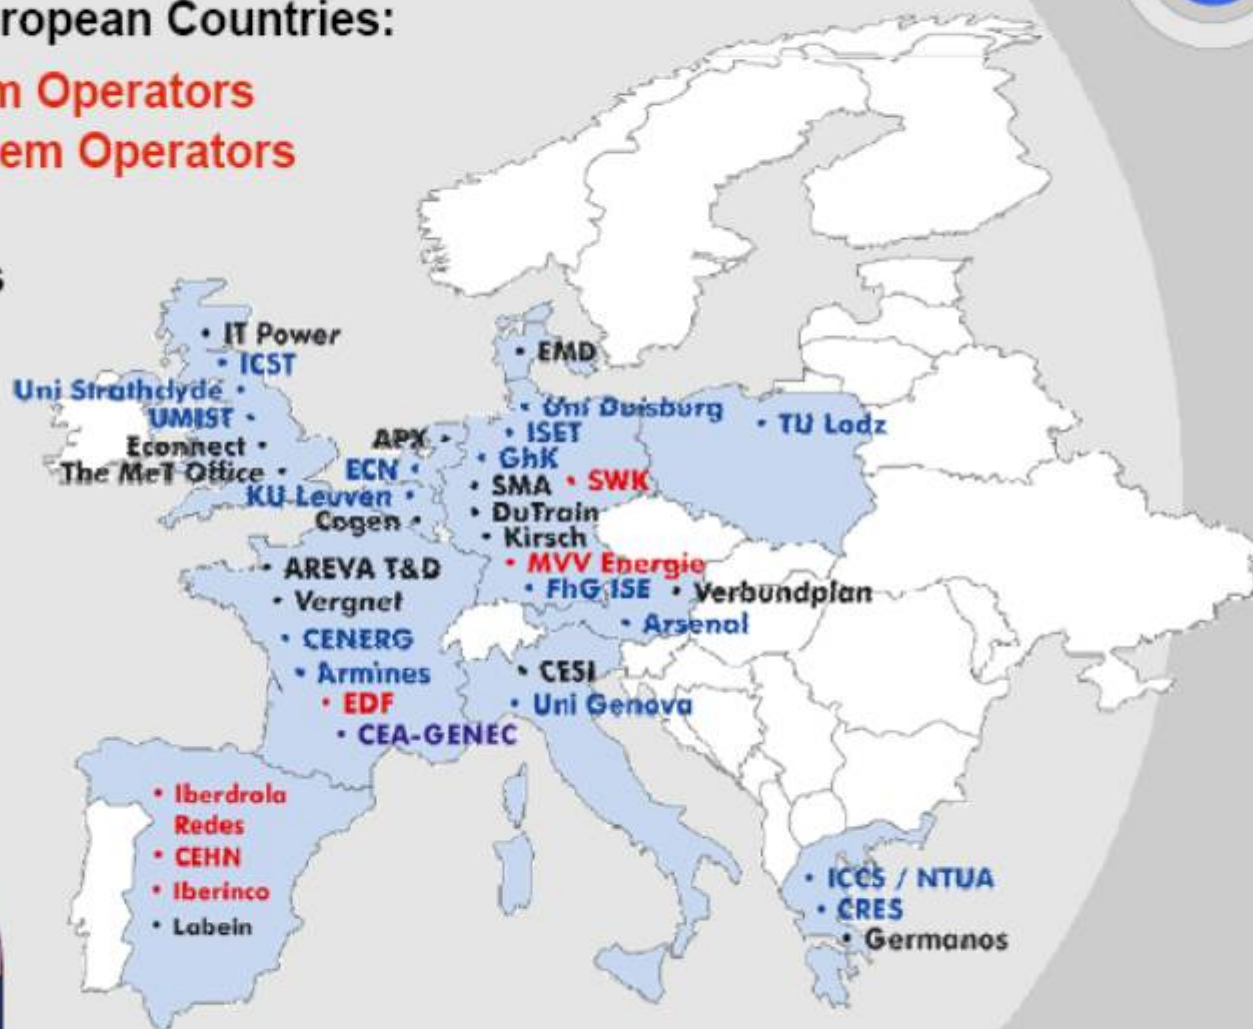 ropean Countries:
m Operators
em Operators
s
• IT Power
• ICST
Uni Strathclyde •
UMIST •
Econnect •
The MeT Office •
APX •
ECN •
KU Leuven •
Cogen •
• EMD
• Uni Duisburg
• ISET
• GhK
• SMA
• SWK
• DuTrain
• Kirsch
• MVV Energie
• FhG ISE
• TU Lodz
• Verbundplan
• Arsenal
• AREVA T&D
• Vergnet
• CENERG
• Armines
• EDF
• CEA-GENEC
• CESI
• Uni Genova
• Iberdrola
Redes
• CEHN
• Iberinco
• Labein
• ICCS / NTUA
• CRES
• Germanos